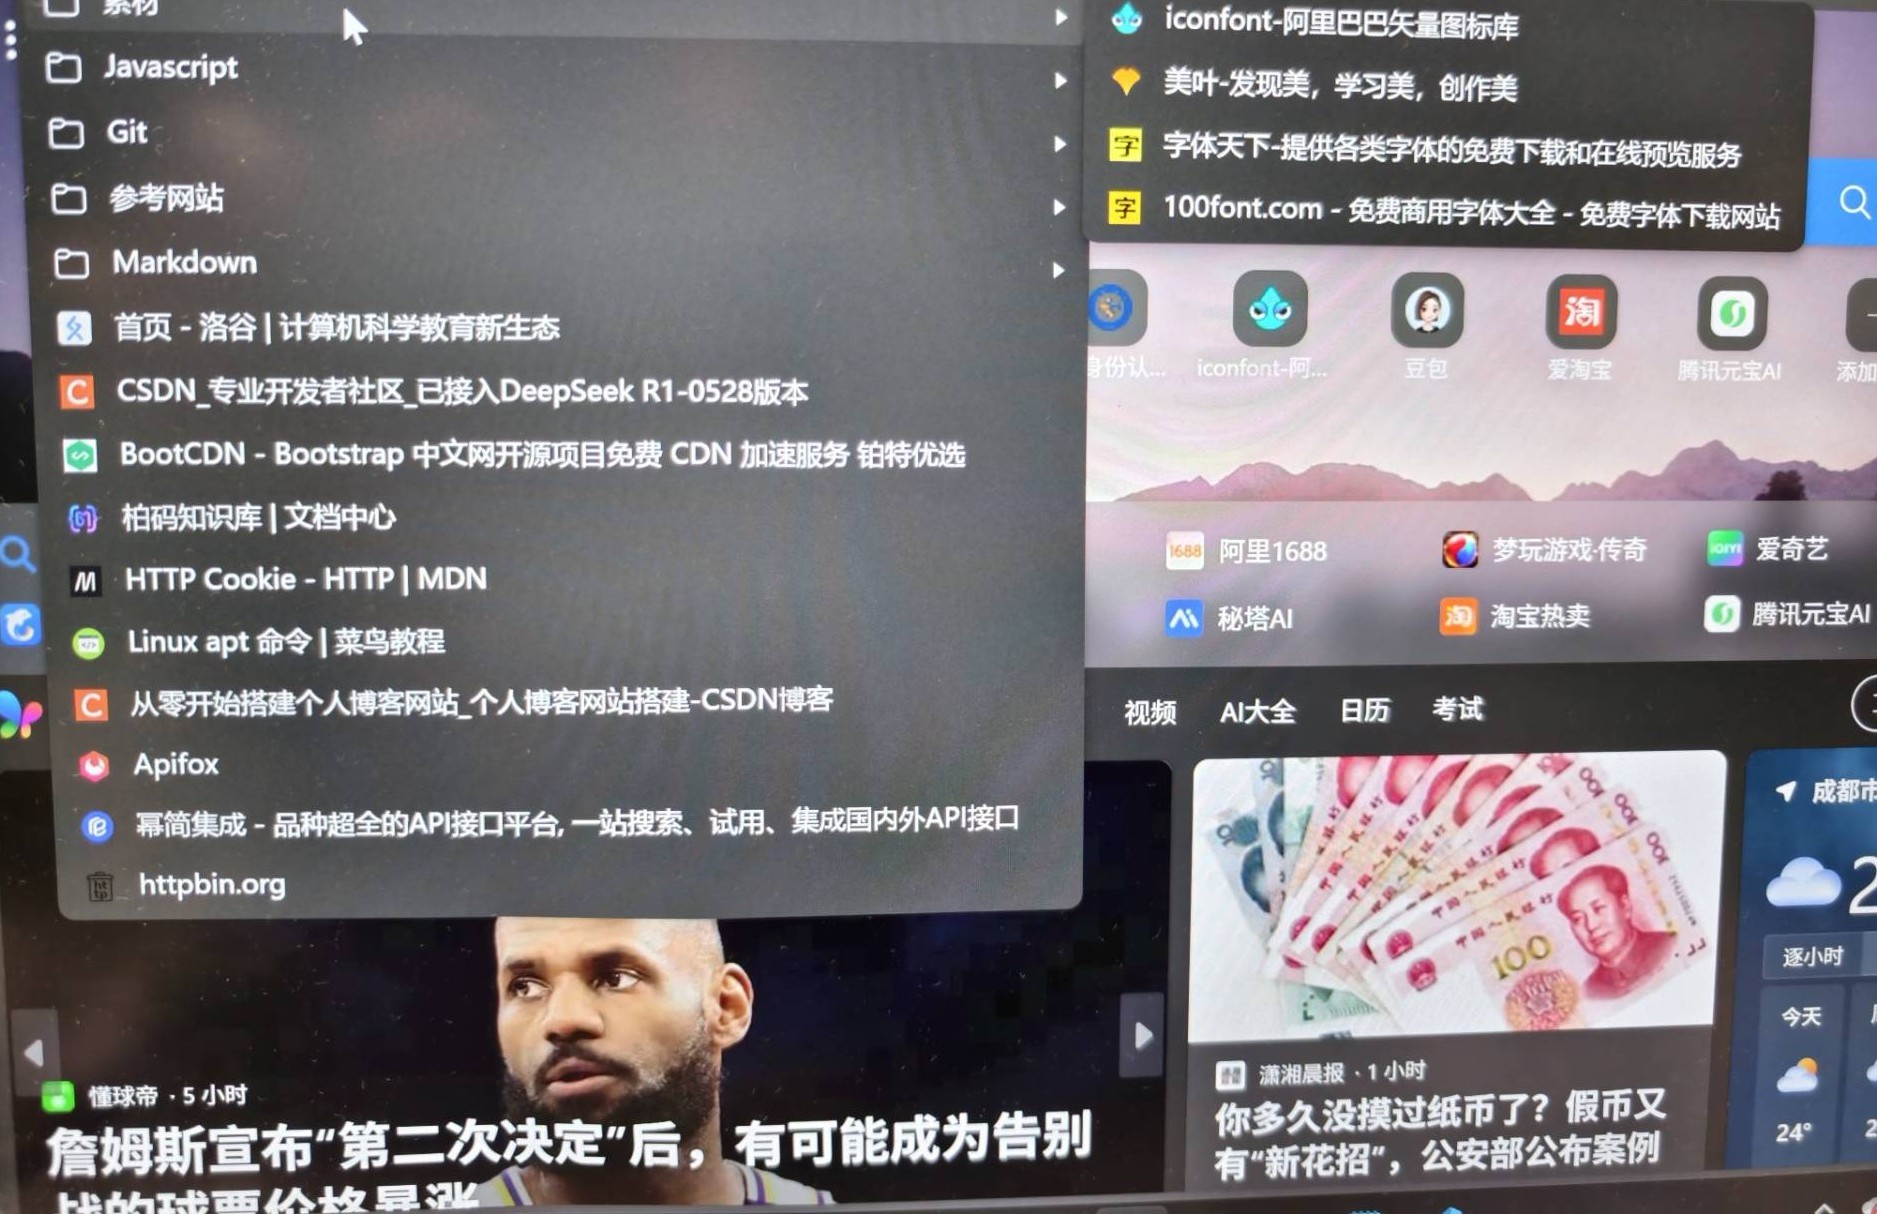 素材
Javascript
Git
参考网站
Markdown
首页 - 洛谷 | 计算机科学教育新生态
CSDN_专业开发者社区_已接入DeepSeek R1-0528版本
BootCDN - Bootstrap 中文网开源项目免费 CDN 加速服务 铂特优选
柏码知识库 | 文档中心
HTTP Cookie - HTTP | MDN
Linux apt 命令 | 菜鸟教程
从零开始搭建个人博客网站_个人博客网站搭建-CSDN博客
Apifox
幂简集成 - 品种超全的API接口平台, 一站搜索、试用、集成国内外API接口
httpbin.org
iconfont-阿里巴巴矢量图标库
美叶-发现美，学习美，创作美
字体天下-提供各类字体的免费下载和在线预览服务
100font.com - 免费商用字体大全 - 免费字体下载网站
身份认...
iconfont-阿...
豆包
爱淘宝
腾讯元宝AI
添加
阿里1688
梦玩游戏·传奇
爱奇艺
秘塔AI
淘宝热卖
腾讯元宝AI
视频
AI大全
日历
考试
懂球帝 · 5 小时
詹姆斯宣布“第二次决定”后，有可能成为告别
战的球票价格暴涨
潇湘晨报 · 1 小时
你多久没摸过纸币了？假币又
有“新花招”，公安部公布案例
成都市
逐小时
今天
24°